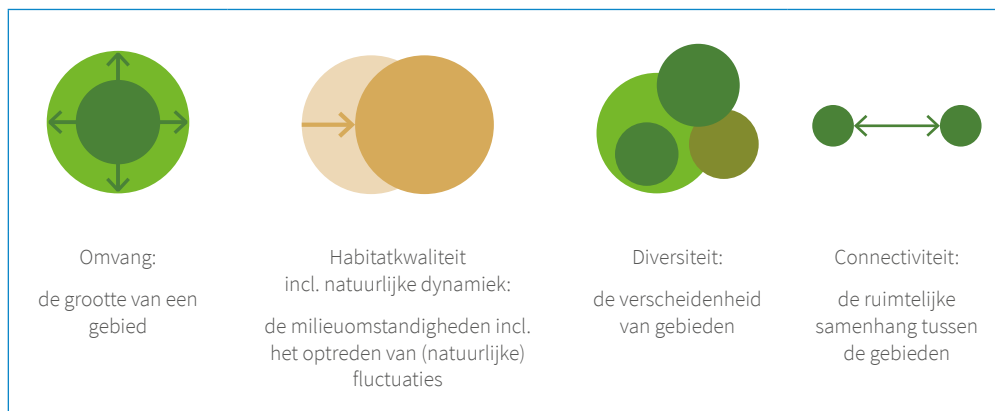 Omvang:
de grootte van een
gebied
Habitatkwaliteit
incl. natuurlijke dynamiek:
de milieuomstandigheden incl.
het optreden van (natuurlijke)
fluctuaties
Diversiteit:
de verscheidenheid
van gebieden
Connectiviteit:
de ruimtelijke
samenhang tussen
de gebieden